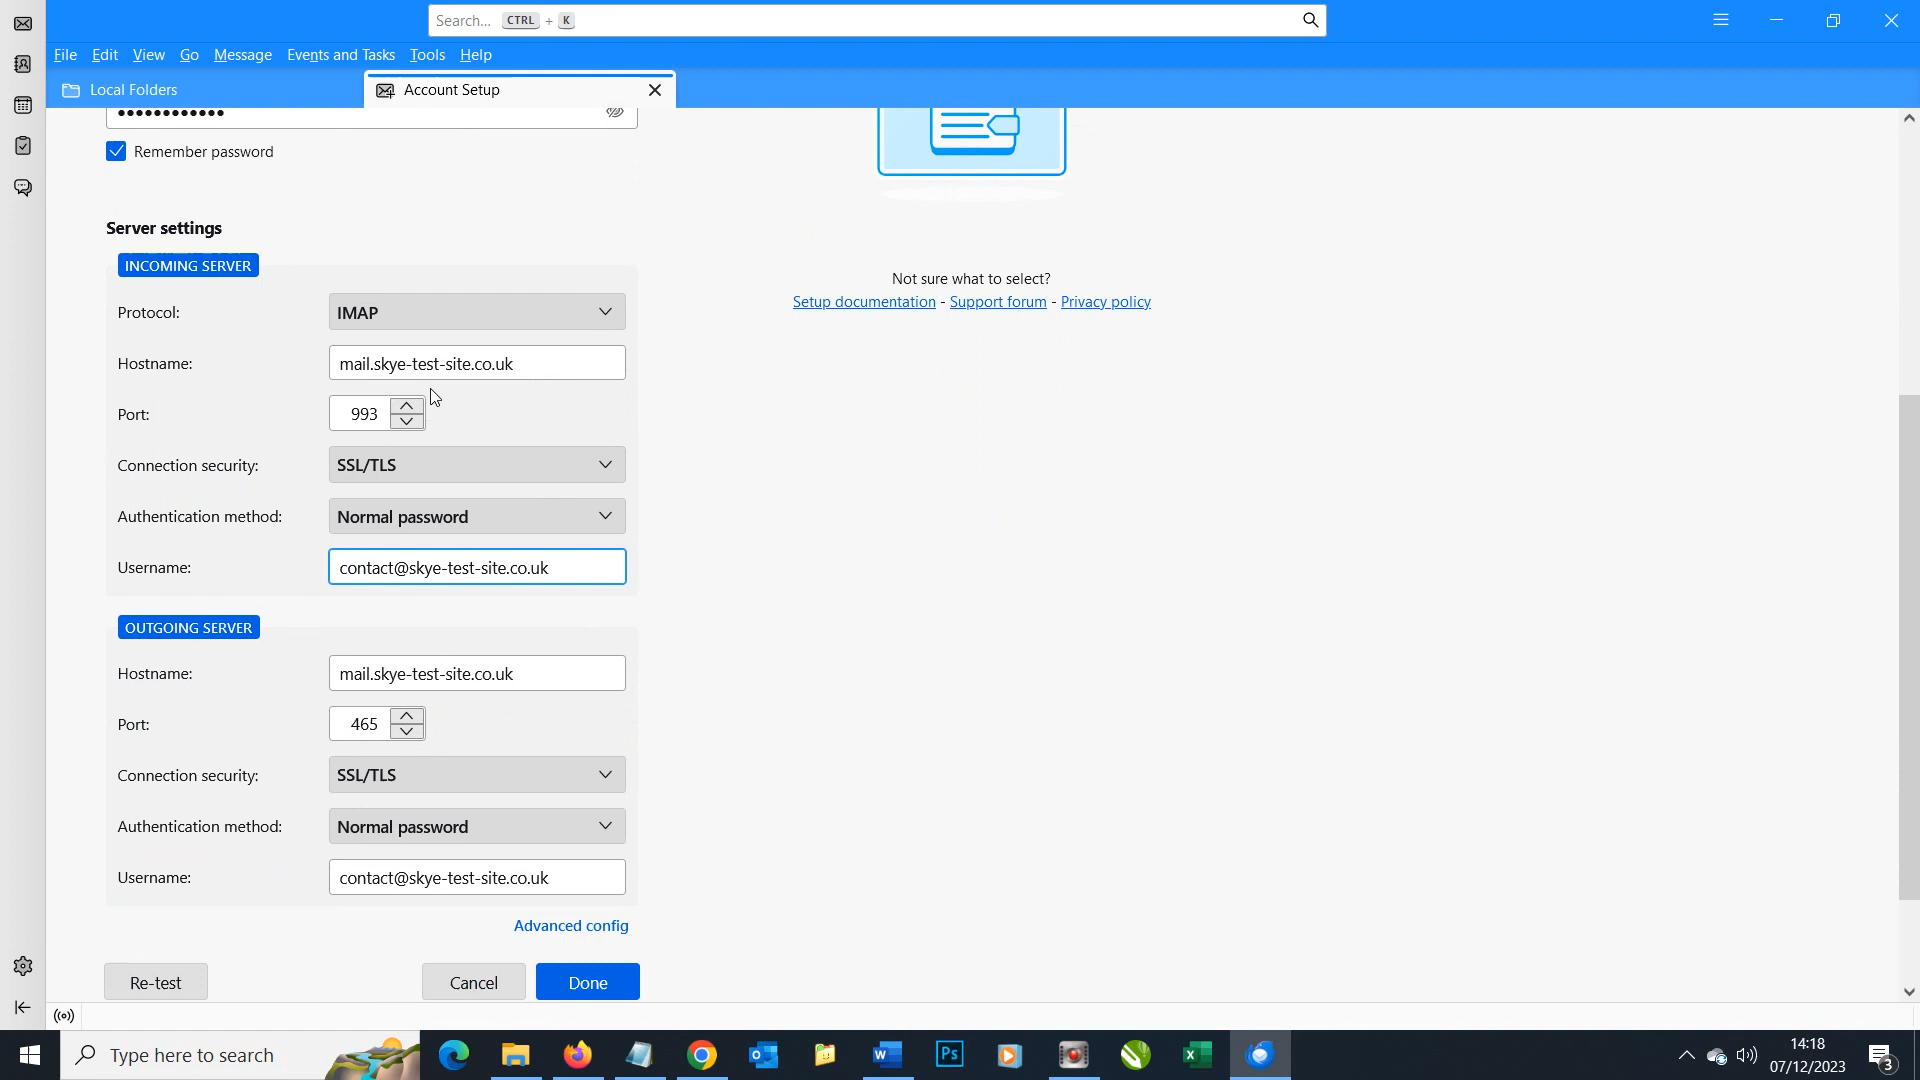 Search... CTRL + K
File Edit View Go Message Events and Tasks Tools Help
Local Folders
Account Setup
••••••••••••
Remember password
Server settings
INCOMING SERVER
Protocol: IMAP
Hostname: mail.skye-test-site.co.uk
Port: 993
Connection security: SSL/TLS
Authentication method: Normal password
Username: contact@skye-test-site.co.uk
OUTGOING SERVER
Hostname: mail.skye-test-site.co.uk
Port: 465
Connection security: SSL/TLS
Authentication method: Normal password
Username: contact@skye-test-site.co.uk
Advanced config
Re-test Cancel Done
Not sure what to select?
Setup documentation - Support forum - Privacy policy
Type here to search
14:18
07/12/2023
3